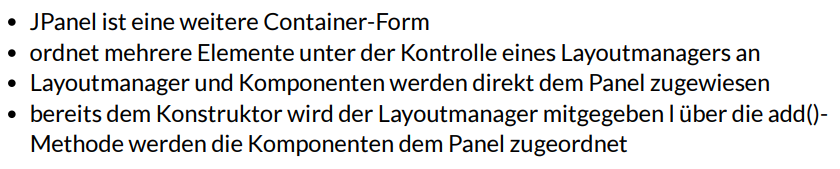 • JPanel ist eine weitere Container-Form
• ordnet mehrere Elemente unter der Kontrolle eines Layoutmanagers an
• Layoutmanager und Komponenten werden direkt dem Panel zugewiesen
• bereits dem Konstruktor wird der Layoutmanager mitgegeben l über die add()-
Methode werden die Komponenten dem Panel zugeordnet